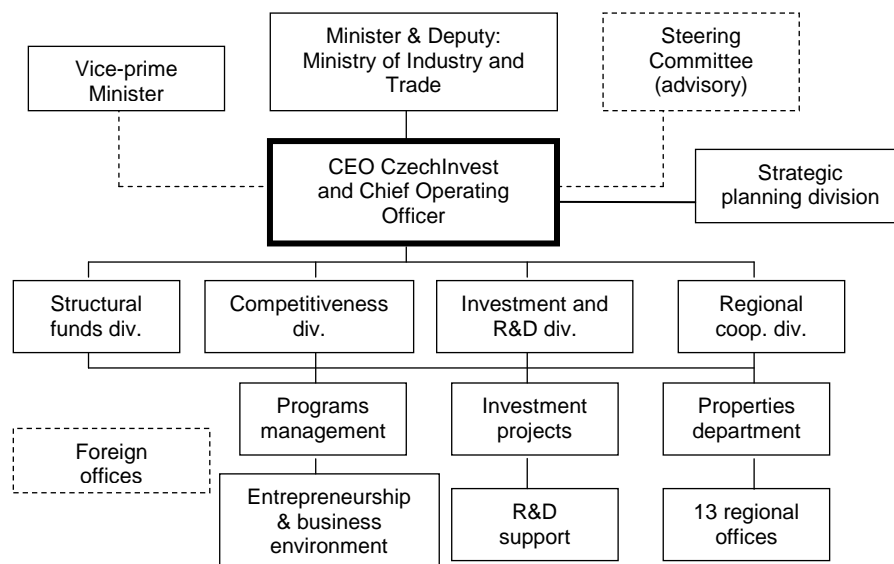 Vice-prime
Minister
Minister & Deputy:
Ministry of Industry and
Trade
Steering
Committee
(advisory)
CEO CzechInvest
and Chief Operating
Officer
Strategic
planning division
Structural
funds div.
Competitiveness
div.
Investment and
R&D div.
Regional
coop. div.
Programs
management
Investment
projects
Properties
department
Foreign
offices
Entrepreneurship
& business
environment
R&D
support
13 regional
offices